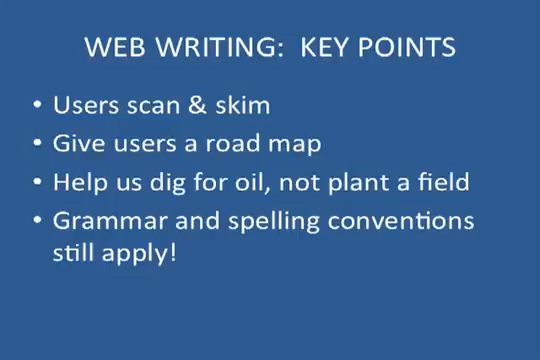 WEB WRITING: KEY POINTS
• Users scan & skim
• Give users a road map
• Help us dig for oil, not plant a field
• Grammar and spelling conventions
still apply!